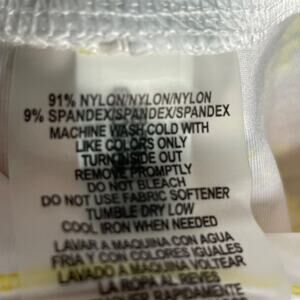 91% NYLON/NYLON/NYLON
9% SPANDEX/SPANDEX/SPANDEX
MACHINE WASH COLD WITH
LIKE COLORS ONLY
TURN INSIDE OUT
REMOVE PROMPTLY
DO NOT BLEACH
DO NOT USE FABRIC SOFTENER
TUMBLE DRY LOW
COOL IRON WHEN NEEDED
LAVAR A MAQUINA CON AGUA
FRIA Y CON COLORES IGUALES
LAVADO A MAQUINA VOLTEAR
LA ROPA AL REVES
RAPIDAMENTE